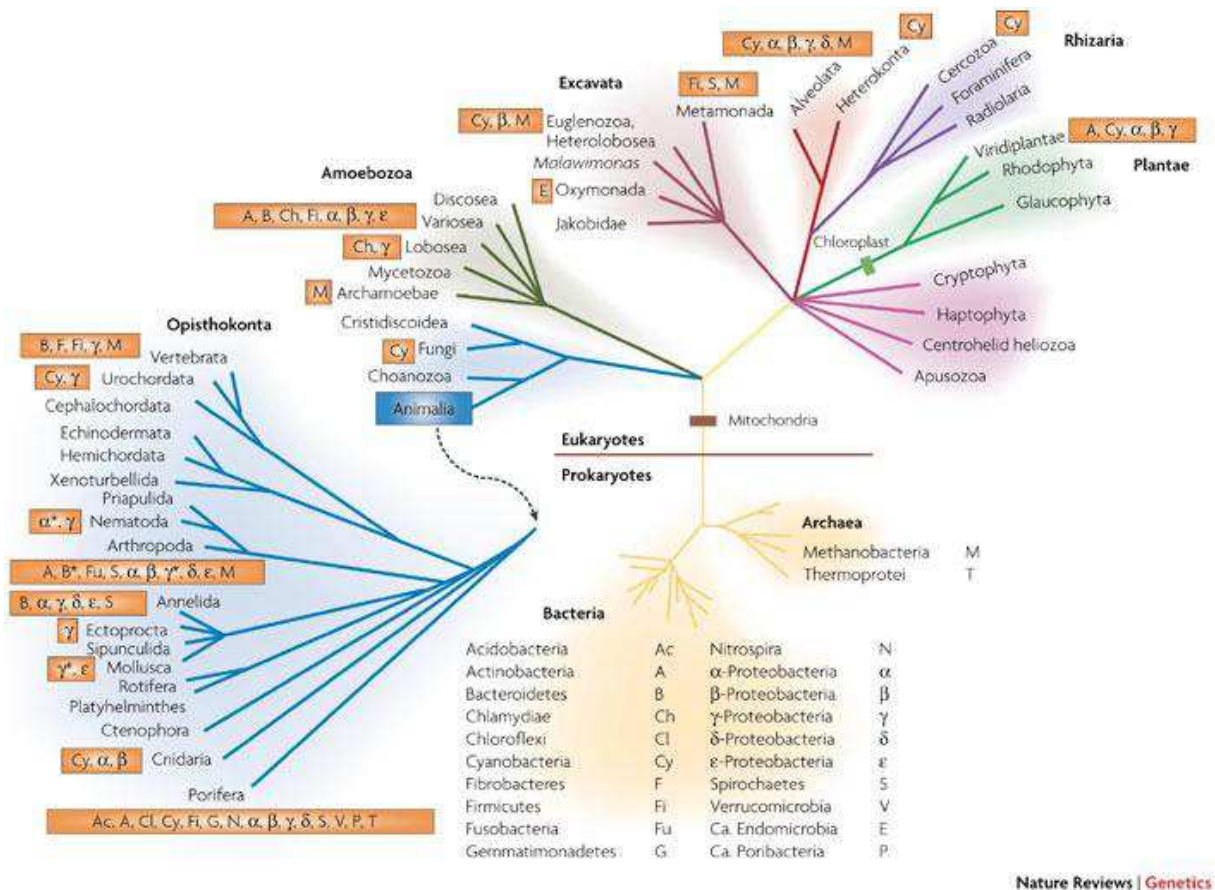 Cy
Cy
Cy, α, β, γ, δ, M
Rhizaria
Cercozoa
Foraminifera
Radiolaria
Alveolata
Heterokonta
Excavata
Fi, S, M
Metamonada
Cy, β, M
Euglenozoa,
Heterolobosea
Malawimonas
E
Oxymonada
Jakobidae
A, Cy, α, β, γ
Viridiplantae
Plantae
Rhodophyta
Glaucophyta
Chloroplast
Cryptophyta
Haptophyta
Centrohelid heliozoa
Apusozoa
Amoebozoa
Discosea
A, B, Ch, Fi, α, β, γ, ε
Variosea
Ch, γ
Lobosea
Mycetozoa
M
Archamoebae
Opisthokonta
Cristidiscoidea
Cy
Fungi
Choanozoa
Animalia
Mitochondria
Eukaryotes
Prokaryotes
B, F, Fi, γ, M
Vertebrata
Cy, γ
Urochordata
Cephalochordata
Echinodermata
Hemichordata
Xenoturbellida
Priapulida
α*, γ
Nematoda
Arthropoda
A, B*, Fu, S, α, β, γ*, δ, ε, M
B, α, γ, δ, ε, S
Annelida
γ
Ectoprocta
Sipunculida
γ*, ε
Mollusca
Rotifera
Platyhelminthes
Ctenophora
Cy, α, β
Cnidaria
Porifera
Ac, A, Cl, Cy, Fi, G, N, α, β, γ, δ, S, V, P, T
Archaea
Methanobacteria M
Thermoprotei T
Bacteria
Acidobacteria Ac Nitrospira N
Actinobacteria A α-Proteobacteria α
Bacteroidetes B β-Proteobacteria β
Chlamydiae Ch γ-Proteobacteria γ
Chloroflexi Cl δ-Proteobacteria δ
Cyanobacteria Cy ε-Proteobacteria ε
Fibrobacteres F Spirochaetes S
Firmicutes Fi Verrucomicrobia V
Fusobacteria Fu Ca. Endomicrobia E
Gemmatimonadetes G Ca. Poribacteria P
Nature Reviews | Genetics